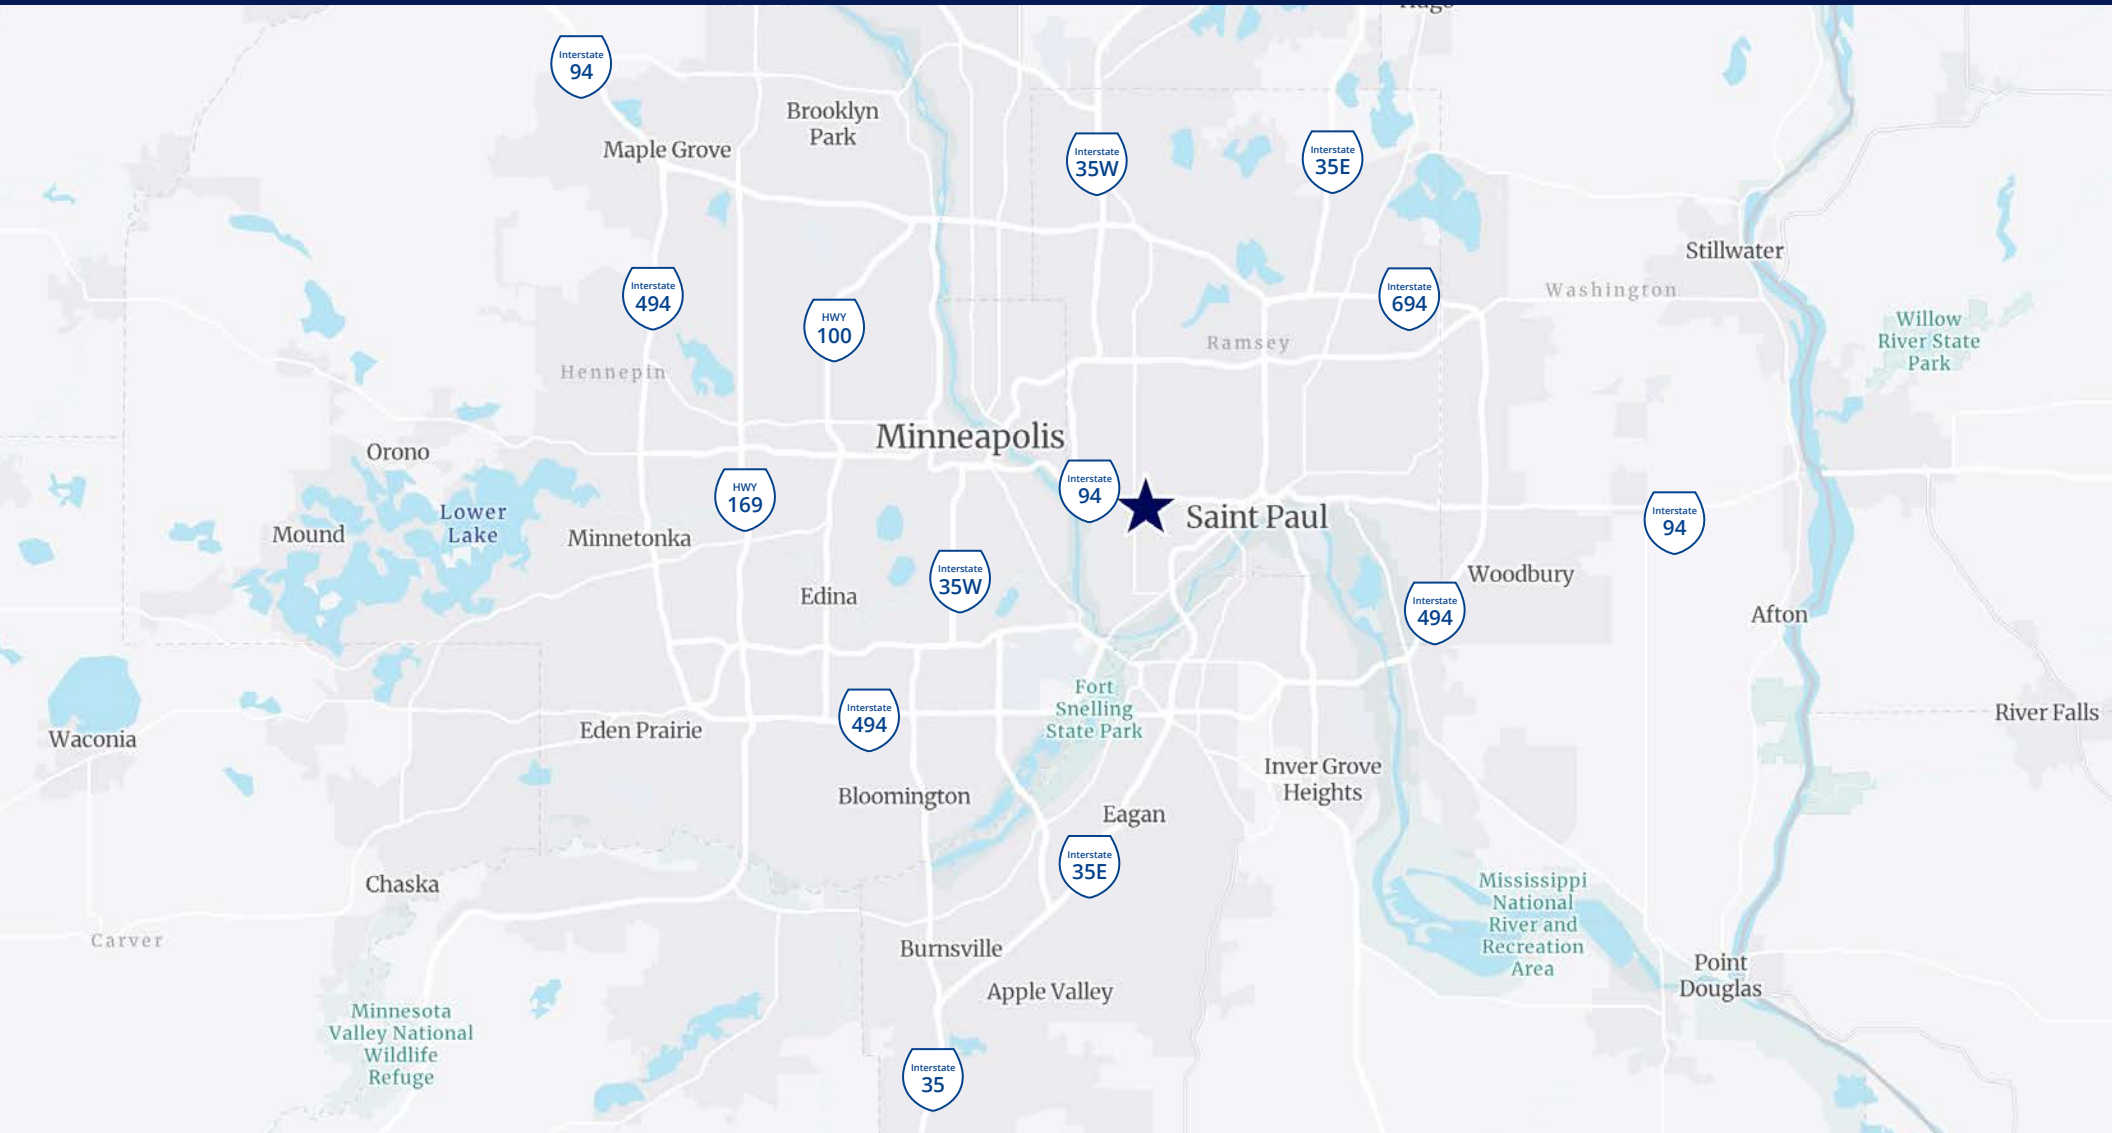 Hugo
Interstate
94
Brooklyn
Park
Maple Grove
Interstate
35W
Interstate
35E
Stillwater
Interstate
494
HWY
100
Interstate
694
Washington
Willow
River State
Park
Ramsey
Hennepin
Minneapolis
Orono
Lower
Lake
Mound
Minnetonka
HWY
169
Interstate
94
Saint Paul
Interstate
94
Edina
Interstate
35W
Woodbury
Interstate
494
Afton
Waconia
Eden Prairie
Interstate
494
Fort
Snelling
State Park
River Falls
Bloomington
Inver Grove
Heights
Eagan
Interstate
35E
Chaska
Mississippi
National
River and
Recreation
Area
Carver
Burnsville
Apple Valley
Point
Douglas
Minnesota
Valley National
Wildlife
Refuge
Interstate
35